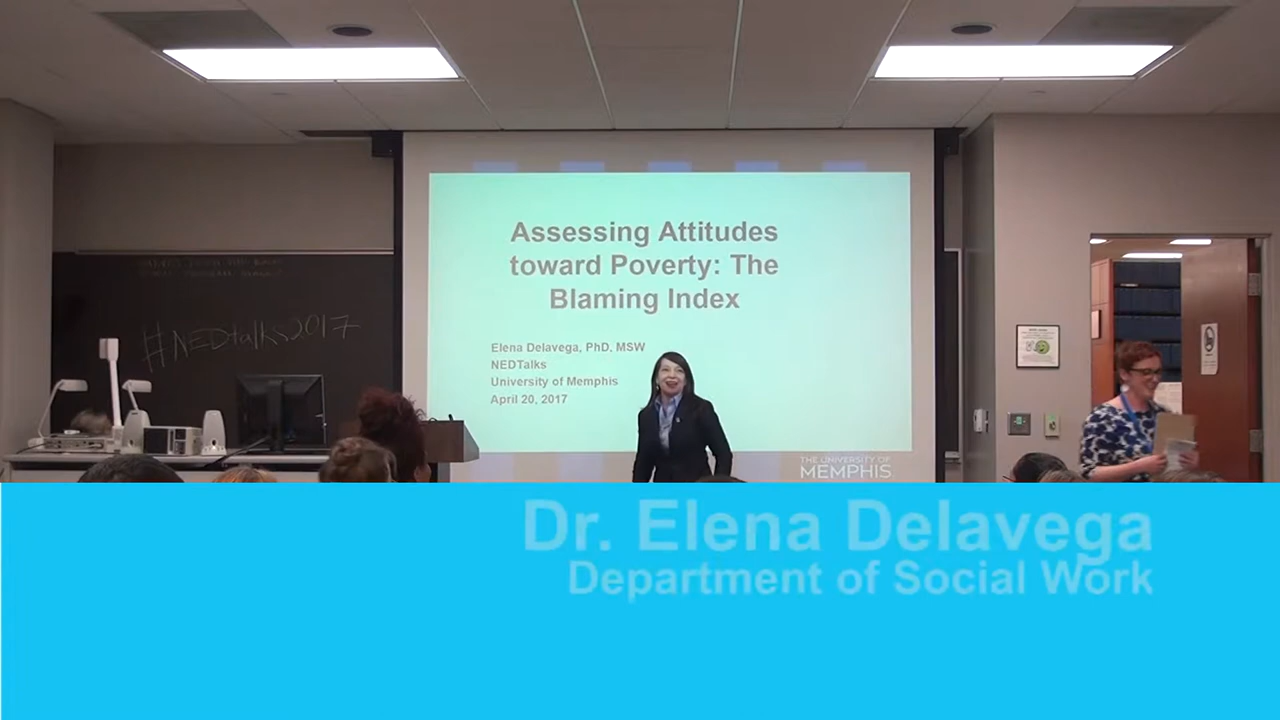 Assessing Attitudes
toward Poverty: The
Blaming Index
Elena Delavega, PhD, MSW
NEDTalks
University of Memphis
April 20, 2017
#NEDtalks2017
THE UNIVERSITY OF
MEMPHIS
Dr. Elena Delavega
Department of Social Work